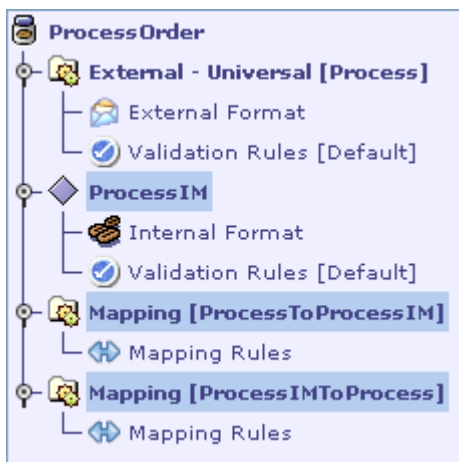 ProcessOrder
External - Universal [Process]
External Format
Validation Rules [Default]
ProcessIM
Internal Format
Validation Rules [Default]
Mapping [ProcessToProcessIM]
Mapping Rules
Mapping [ProcessIMToProcess]
Mapping Rules